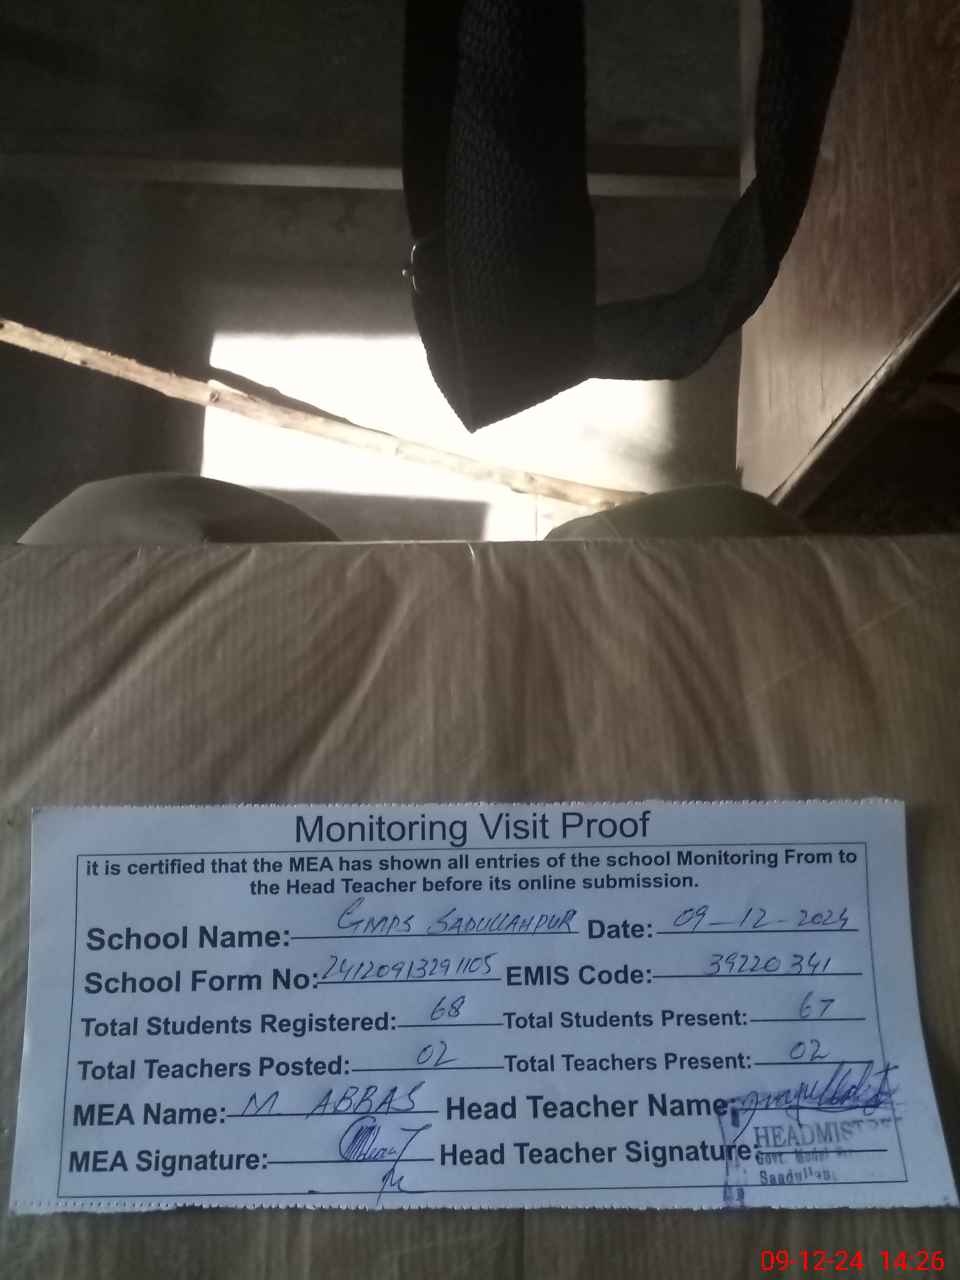 Monitoring Visit Proof
it is certified that the MEA has shown all entries of the school Monitoring From to
the Head Teacher before its online submission.
School Name: GMPS SADULLAHPUR Date: 09-12-2024
School Form No: 24120913291105 EMIS Code: 39220341
Total Students Registered: 68 Total Students Present: 67
Total Teachers Posted: 02 Total Teachers Present: 02
MEA Name: M ABBAS Head Teacher Name:
MEA Signature: Head Teacher Signature:
Govt. Model
09-12-24 14:26